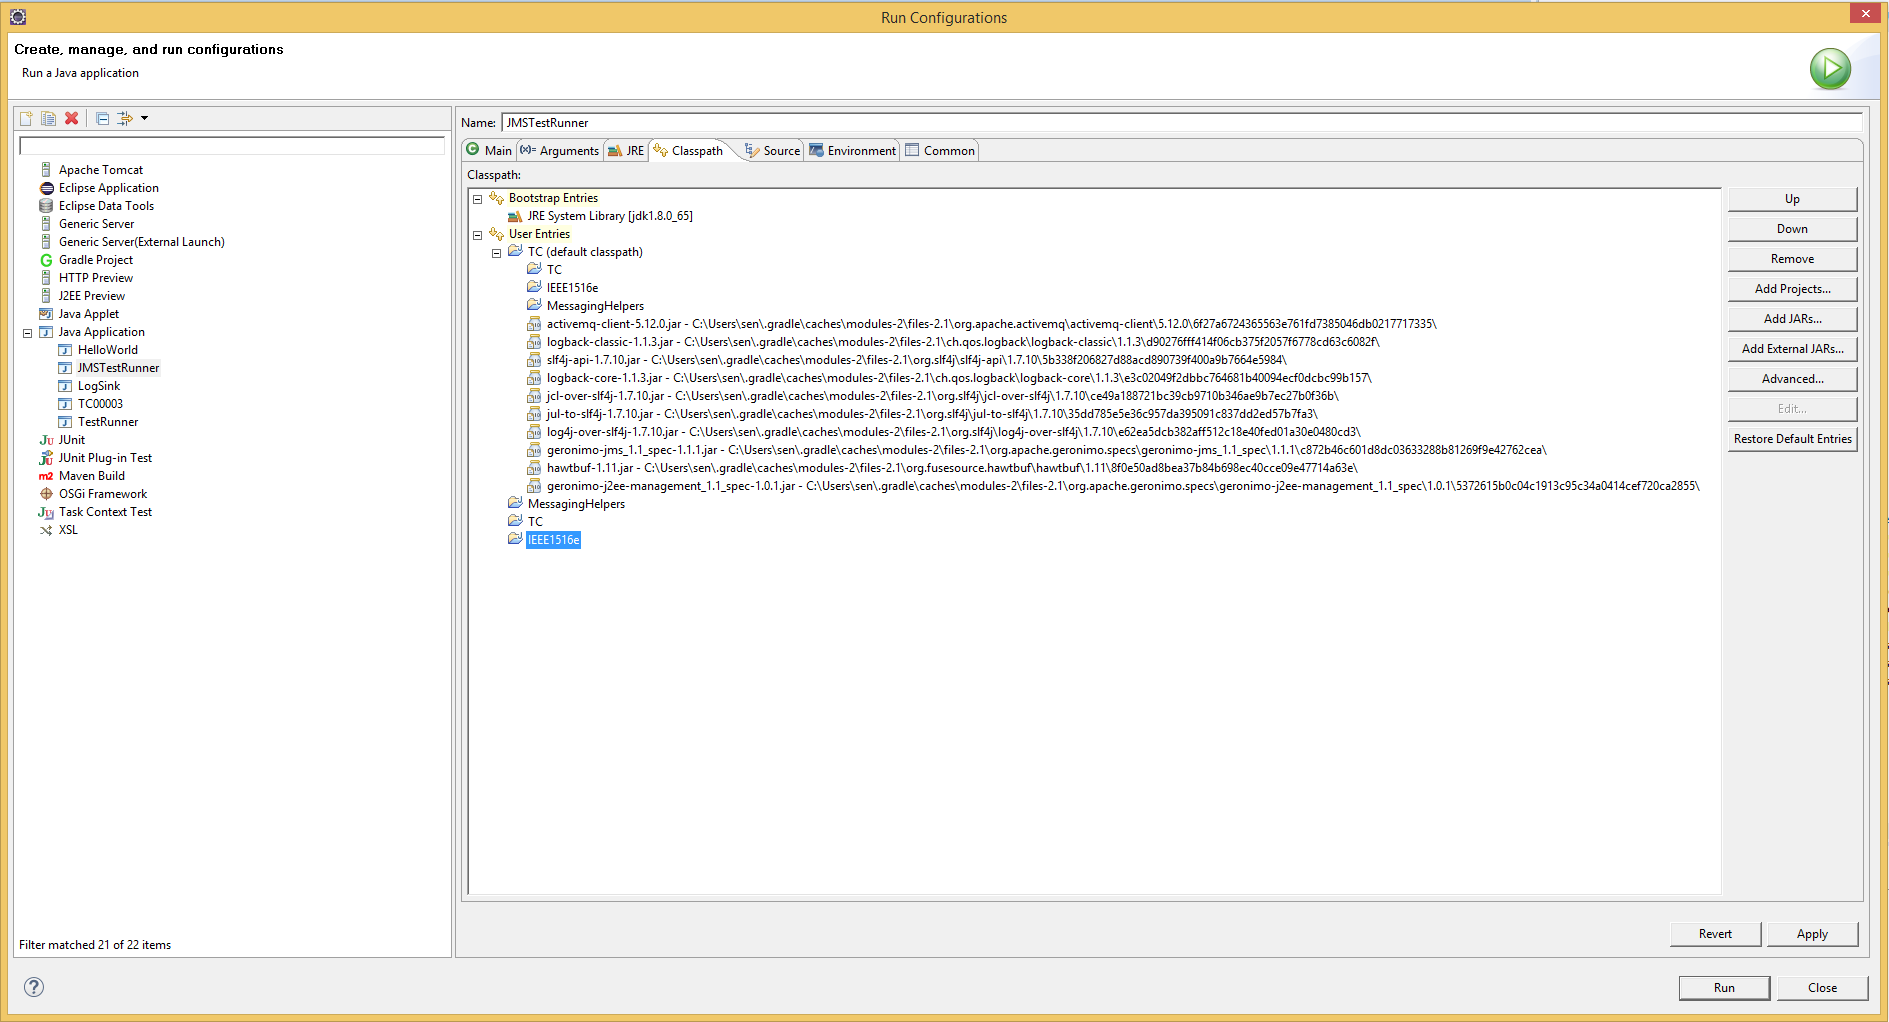 Run Configurations
Create, manage, and run configurations
Run a Java application
Apache Tomcat
Eclipse Application
Eclipse Data Tools
Generic Server
Generic Server(External Launch)
Gradle Project
HTTP Preview
J2EE Preview
Java Applet
Java Application
HelloWorld
JMSTestRunner
LogSink
TC00003
TestRunner
JUnit
JUnit Plug-in Test
Maven Build
OSGi Framework
Task Context Test
XSL
Filter matched 21 of 22 items
Name: JMSTestRunner
Main Arguments JRE Classpath Source Environment Common
Classpath:
Bootstrap Entries
JRE System Library [jdk1.8.0_65]
User Entries
TC (default classpath)
TC
IEEE1516e
MessagingHelpers
activemq-client-5.12.0.jar - C:\Users\sen\.gradle\caches\modules-2\files-2.1\org.apache.activemq\activemq-client\5.12.0\6f27a6724365563e761fd7385046db0217717335\
logback-classic-1.1.3.jar - C:\Users\sen\.gradle\caches\modules-2\files-2.1\ch.qos.logback\logback-classic\1.1.3\d90276fff414f06cb375f2057f6778cd63c6082f\
slf4j-api-1.7.10.jar - C:\Users\sen\.gradle\caches\modules-2\files-2.1\org.slf4j\slf4j-api\1.7.10\5b338f206827d88acd890739f400a9b7664e5984\
logback-core-1.1.3.jar - C:\Users\sen\.gradle\caches\modules-2\files-2.1\ch.qos.logback\logback-core\1.1.3\e3c02049f2dbbc764681b40094ecf0dcbc99b157\
jcl-over-slf4j-1.7.10.jar - C:\Users\sen\.gradle\caches\modules-2\files-2.1\org.slf4j\jcl-over-slf4j\1.7.10\ce49a188721bc39cb9710b346ae9b7ec27b0f36b\
jul-to-slf4j-1.7.10.jar - C:\Users\sen\.gradle\caches\modules-2\files-2.1\org.slf4j\jul-to-slf4j\1.7.10\35dd785e5e36c957da395091c837dd2ed57b7fa3\
log4j-over-slf4j-1.7.10.jar - C:\Users\sen\.gradle\caches\modules-2\files-2.1\org.slf4j\log4j-over-slf4j\1.7.10\e62ea5dcb382aff512c18e40fed01a30e0480cd3\
geronimo-jms_1.1_spec-1.1.1.jar - C:\Users\sen\.gradle\caches\modules-2\files-2.1\org.apache.geronimo.specs\geronimo-jms_1.1_spec\1.1.1\c872b46c601d8dc03633288b81269f9e42762cea\
hawtbuf-1.11.jar - C:\Users\sen\.gradle\caches\modules-2\files-2.1\org.fusesource.hawtbuf\hawtbuf\1.11\8f0e50ad8bea37b84b698ec40cce09e47714a63e\
geronimo-j2ee-management_1.1_spec-1.0.1.jar - C:\Users\sen\.gradle\caches\modules-2\files-2.1\org.apache.geronimo.specs\geronimo-j2ee-management_1.1_spec\1.0.1\5372615b0c04c1913c95c34a0414cef720ca2855\
MessagingHelpers
TC
IEEE1516e
Up
Down
Remove
Add Projects...
Add JARs...
Add External JARs...
Advanced...
Edit...
Restore Default Entries
Revert Apply
Run Close